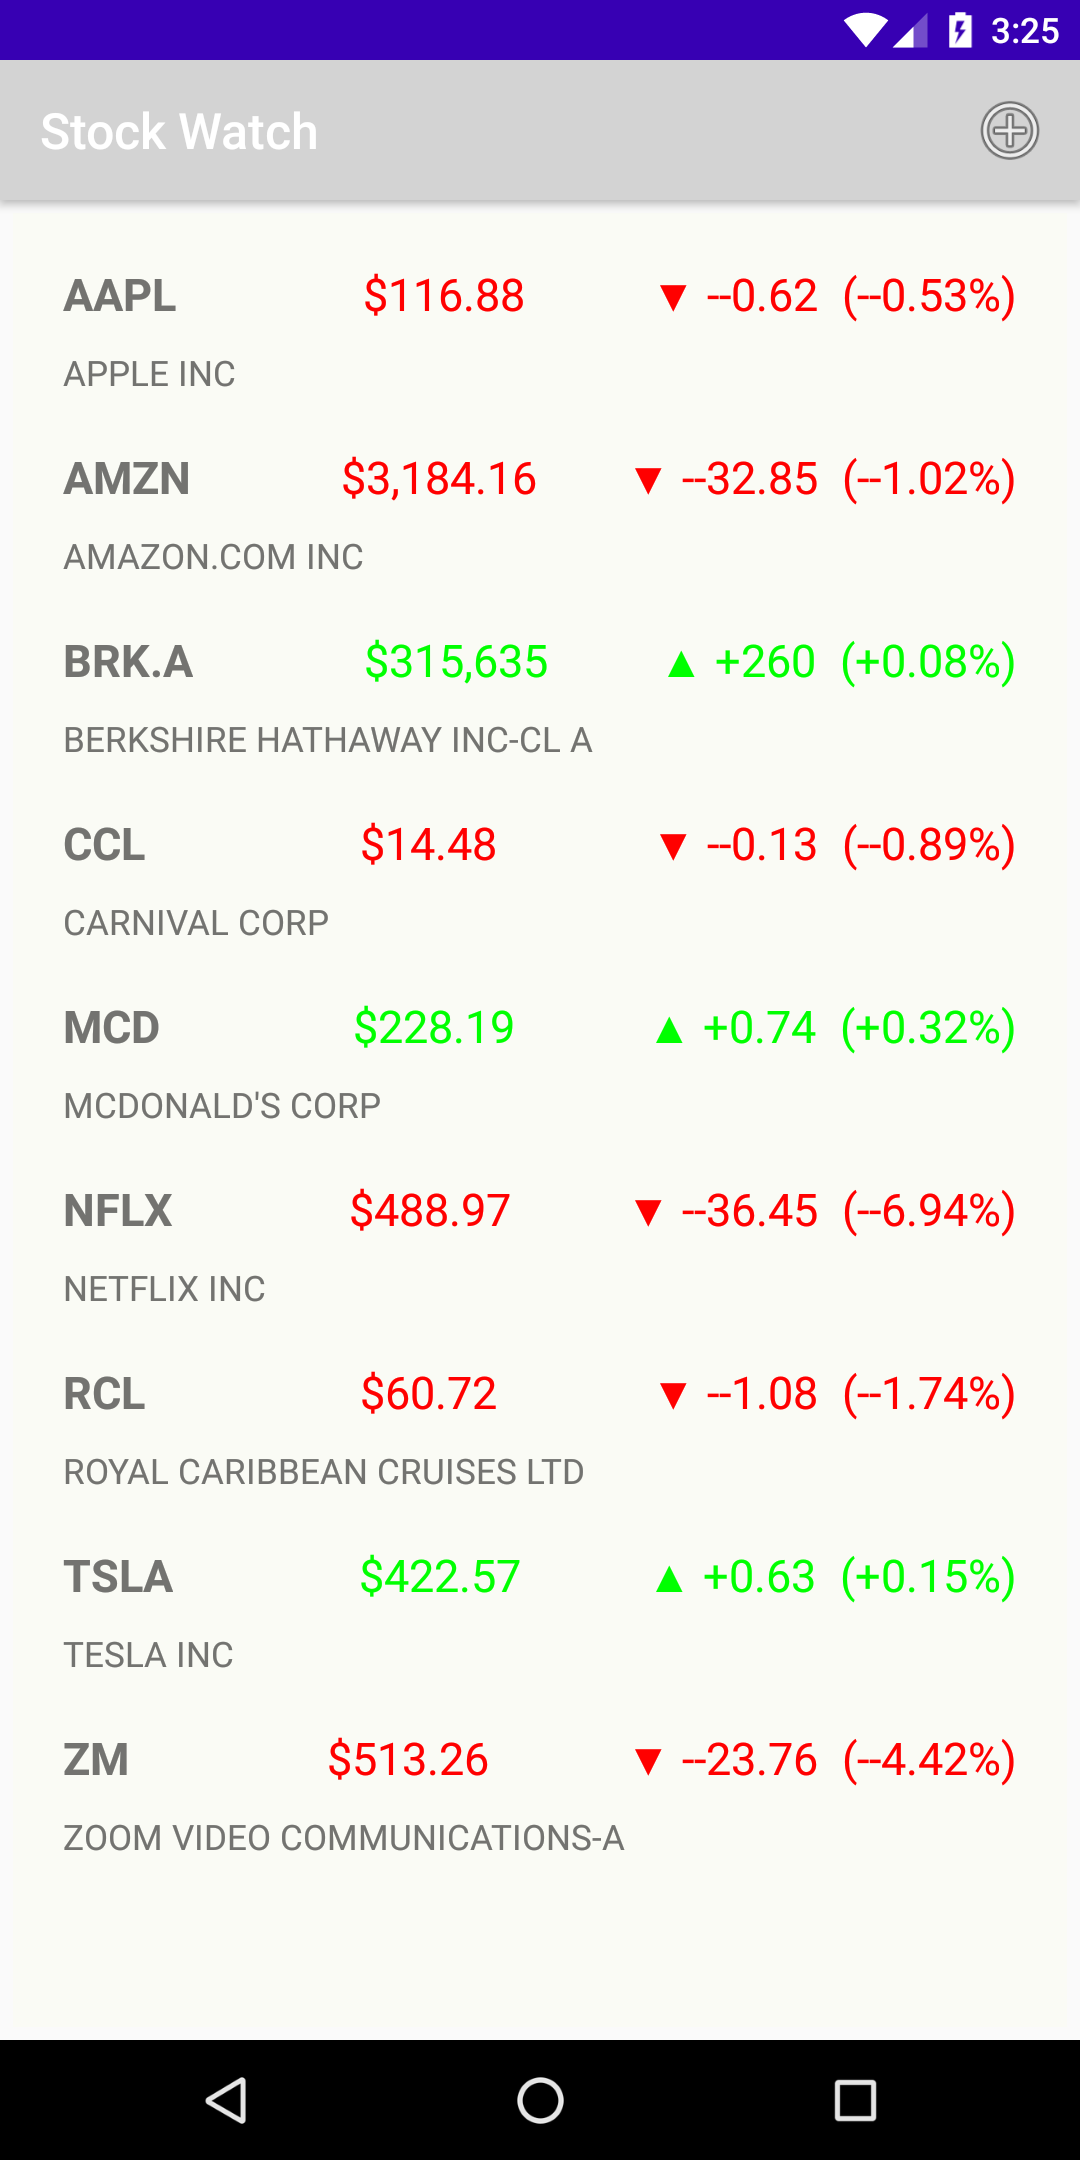 3:25
Stock Watch
AAPL $116.88 ▼ --0.62 (--0.53%)
APPLE INC
AMZN $3,184.16 ▼ --32.85 (--1.02%)
AMAZON.COM INC
BRK.A $315,635 ▲ +260 (+0.08%)
BERKSHIRE HATHAWAY INC-CL A
CCL $14.48 ▼ --0.13 (--0.89%)
CARNIVAL CORP
MCD $228.19 ▲ +0.74 (+0.32%)
MCDONALD'S CORP
NFLX $488.97 ▼ --36.45 (--6.94%)
NETFLIX INC
RCL $60.72 ▼ --1.08 (--1.74%)
ROYAL CARIBBEAN CRUISES LTD
TSLA $422.57 ▲ +0.63 (+0.15%)
TESLA INC
ZM $513.26 ▼ --23.76 (--4.42%)
ZOOM VIDEO COMMUNICATIONS-A